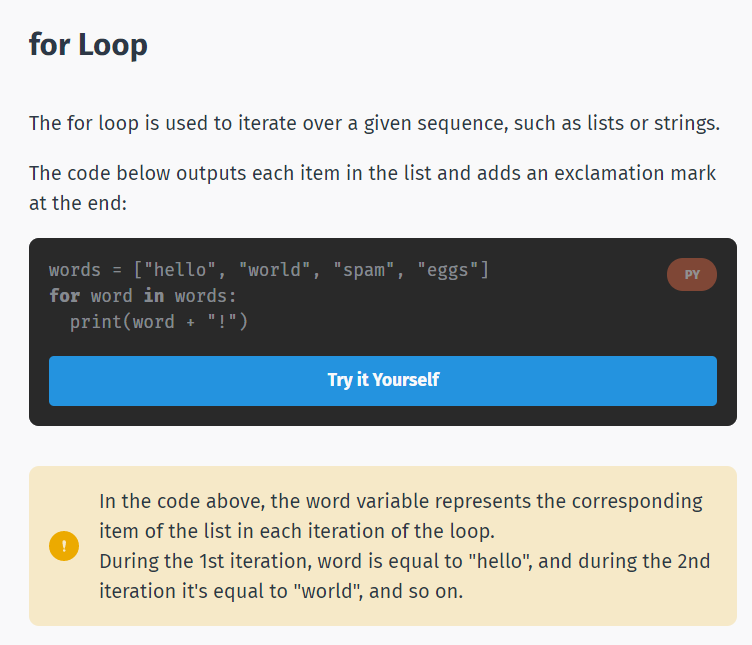 for Loop
The for loop is used to iterate over a given sequence, such as lists or strings.
The code below outputs each item in the list and adds an exclamation mark
at the end:
words = ["hello", "world", "spam", "eggs"]
PY
for word in words:
  print(word + "!")
Try it Yourself
In the code above, the word variable represents the corresponding
item of the list in each iteration of the loop.
During the 1st iteration, word is equal to "hello", and during the 2nd
iteration it's equal to "world", and so on.